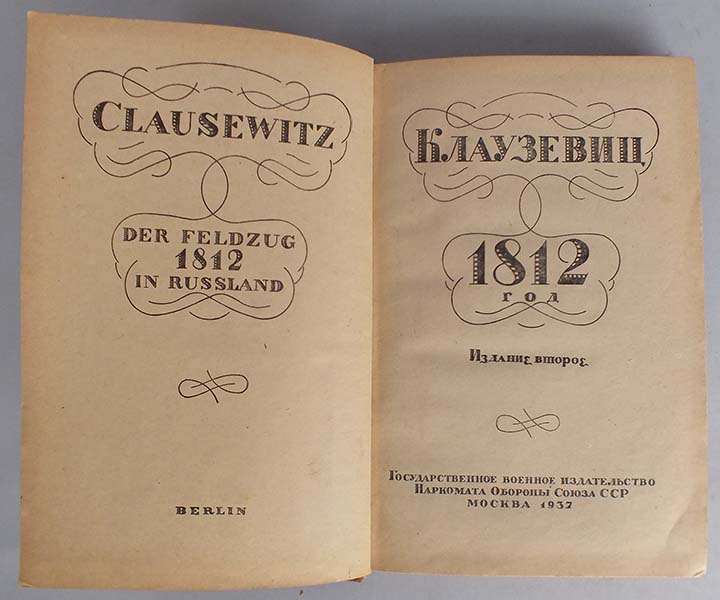 CLAUSEWITZ
DER FELDZUG
1812
IN RUSSLAND
BERLIN
КЛАУЗЕВИЦ
1812
ГОД
ИЗДАНИЕ ВТОРОЕ
ГОСУДАРСТВЕННОЕ ВОЕННОЕ ИЗДАТЕЛЬСТВО
НАРКОМАТА ОБОРОНЫ СОЮЗА ССР
МОСКВА 1937